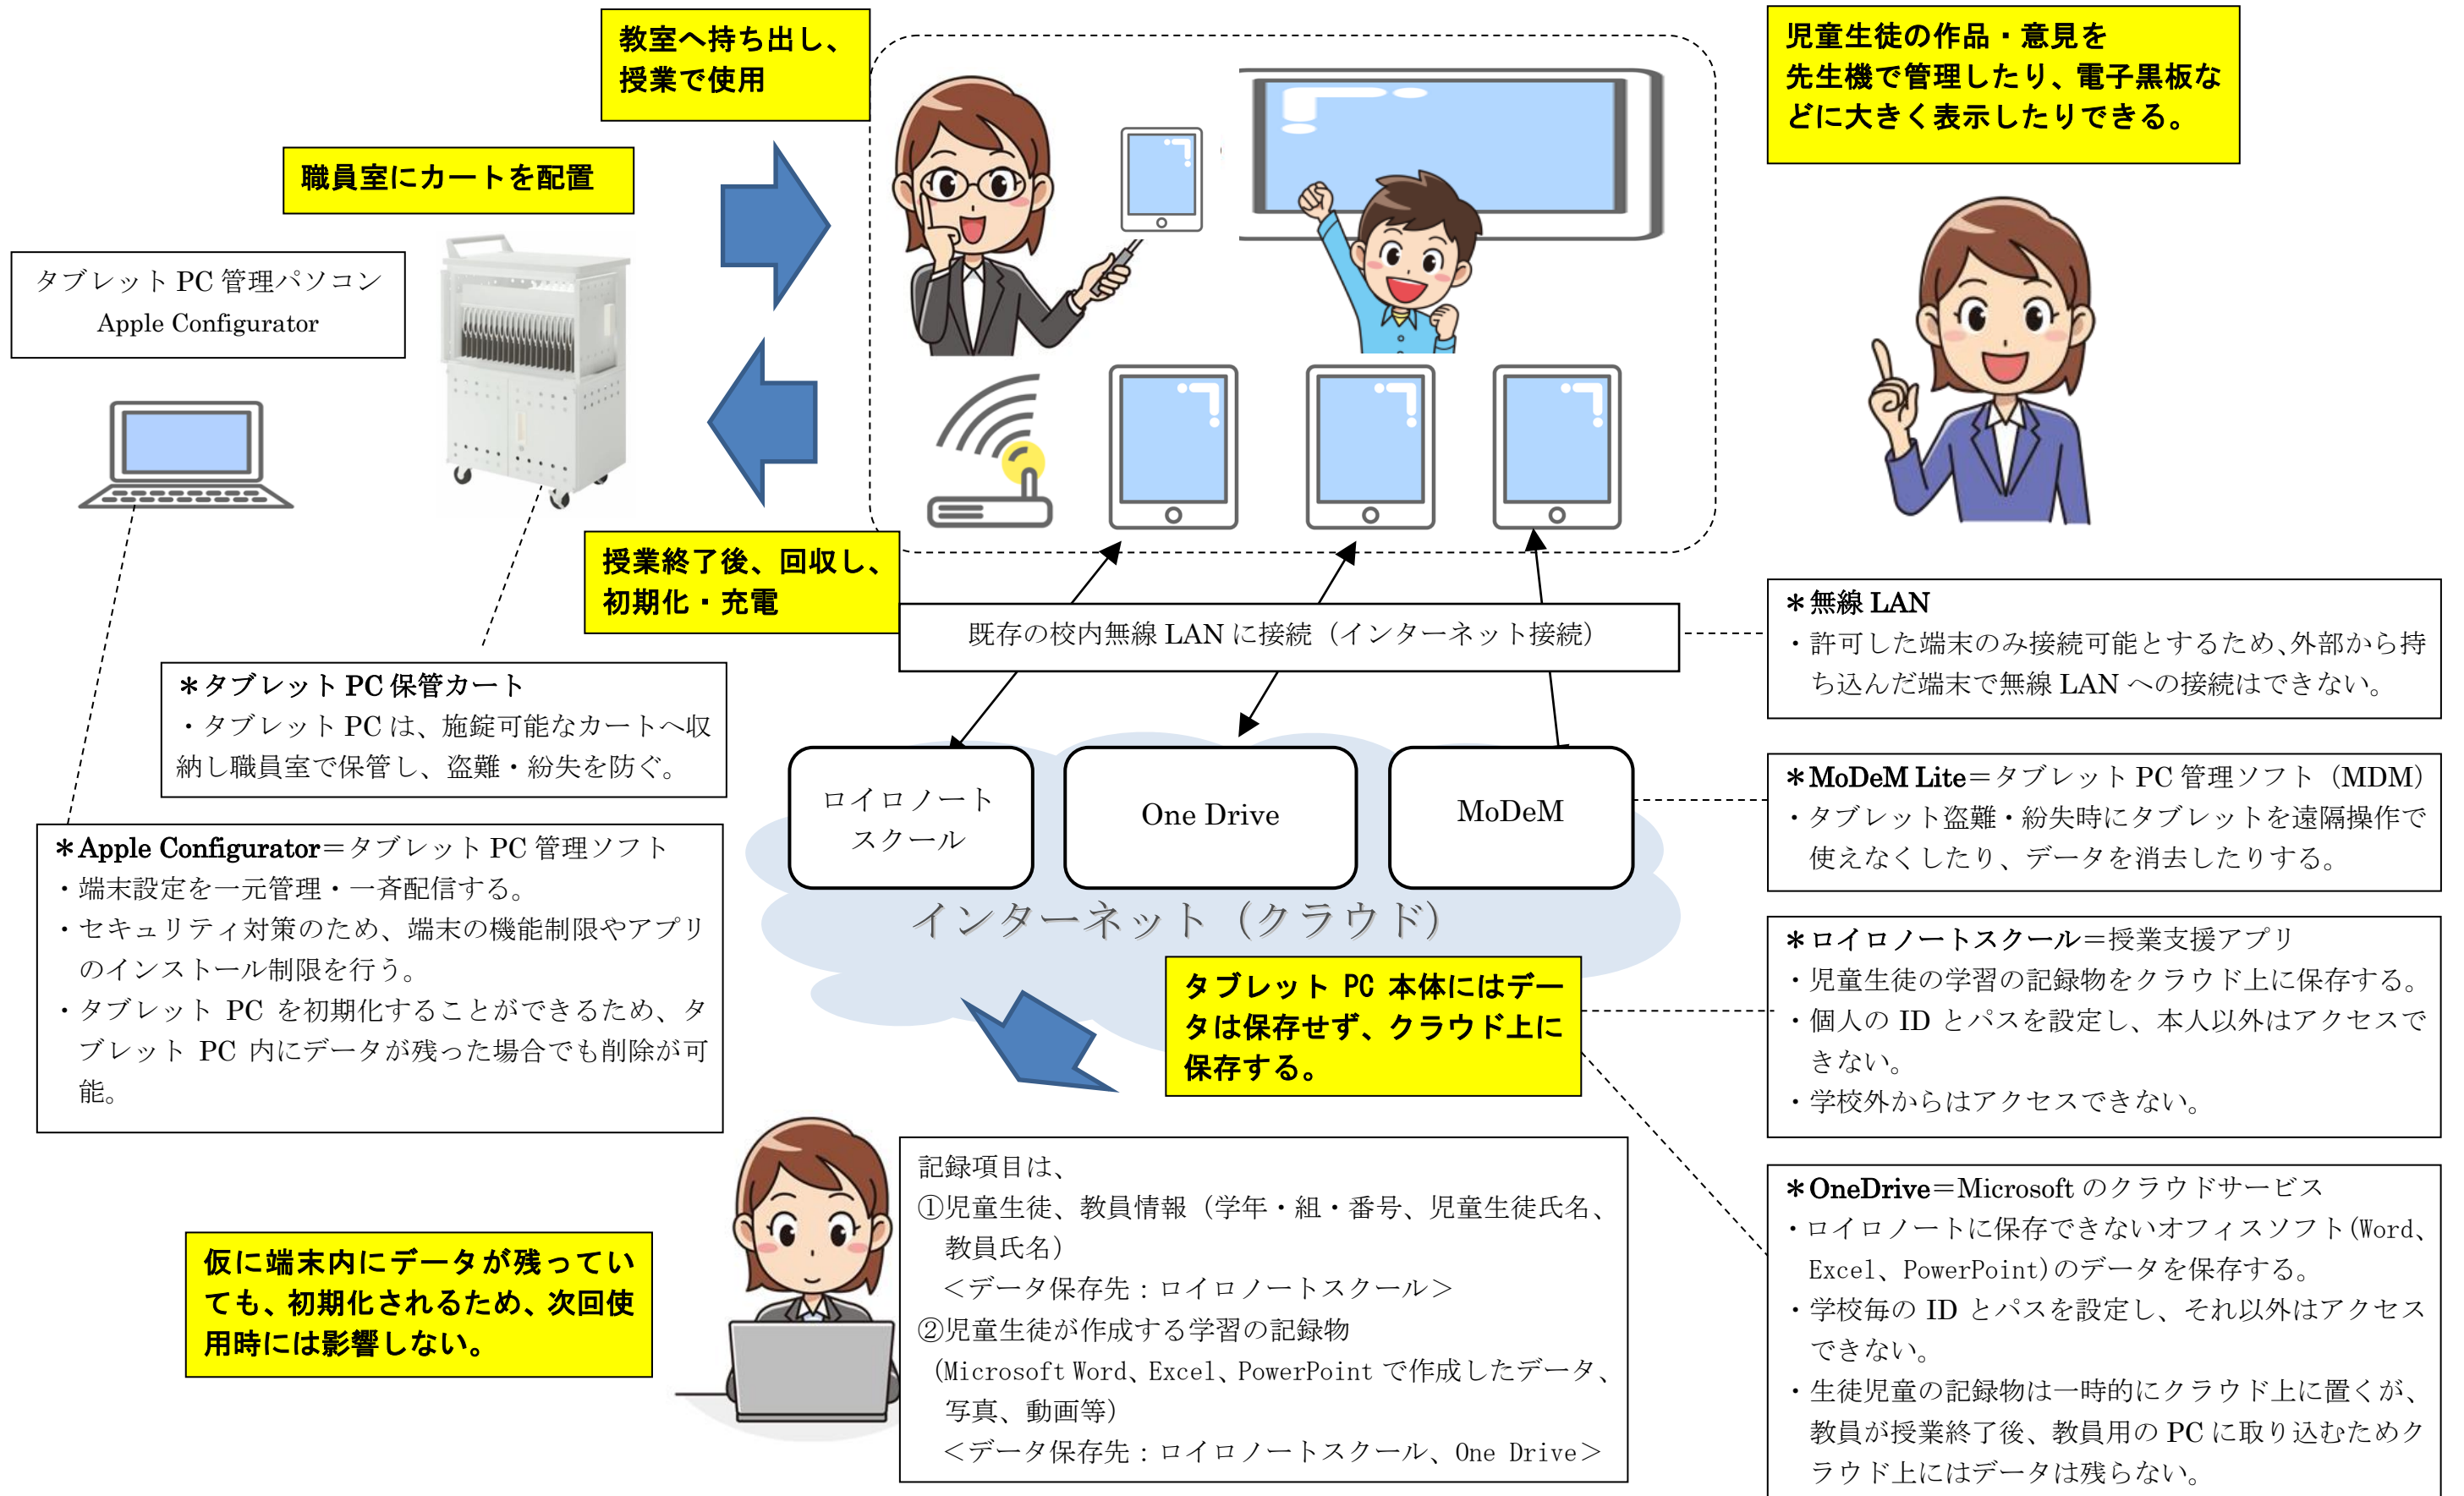 教室へ持ち出し、
授業で使用
児童生徒の作品・意見を
先生機で管理したり、電子黒板な
どに大きく表示したりできる。
職員室にカートを配置
タブレット PC 管理パソコン
Apple Configurator
授業終了後、回収し、
初期化・充電
既存の校内無線 LAN に接続（インターネット接続）
＊無線 LAN
・許可した端末のみ接続可能とするため、外部から持
ち込んだ端末で無線 LAN への接続はできない。
＊タブレット PC 保管カート
・タブレット PC は、施錠可能なカートへ収
納し職員室で保管し、盗難・紛失を防ぐ。
ロイロノート
スクール
One Drive
MoDeM
インターネット（クラウド）
＊MoDeM Lite＝タブレット PC 管理ソフト（MDM）
・タブレット盗難・紛失時にタブレットを遠隔操作で
使えなくしたり、データを消去したりする。
＊Apple Configurator＝タブレット PC 管理ソフト
・端末設定を一元管理・一斉配信する。
・セキュリティ対策のため、端末の機能制限やアプリ
のインストール制限を行う。
・タブレット PC を初期化することができるため、タ
ブレット PC 内にデータが残った場合でも削除が可
能。
＊ロイロノートスクール＝授業支援アプリ
・児童生徒の学習の記録物をクラウド上に保存する。
・個人の ID とパスを設定し、本人以外はアクセスで
きない。
・学校外からはアクセスできない。
タブレット PC 本体にはデー
タは保存せず、クラウド上に
保存する。
記録項目は、
①児童生徒、教員情報（学年・組・番号、児童生徒氏名、
教員氏名）
＜データ保存先：ロイロノートスクール＞
②児童生徒が作成する学習の記録物
（Microsoft Word、Excel、PowerPoint で作成したデータ、
写真、動画等）
＜データ保存先：ロイロノートスクール、One Drive＞
仮に端末内にデータが残ってい
ても、初期化されるため、次回使
用時には影響しない。
＊OneDrive＝Microsoft のクラウドサービス
・ロイロノートに保存できないオフィスソフト(Word、
Excel、PowerPoint)のデータを保存する。
・学校毎の ID とパスを設定し、それ以外はアクセス
できない。
・生徒児童の記録物は一時的にクラウド上に置くが、
教員が授業終了後、教員用の PC に取り込むためク
ラウド上にはデータは残らない。